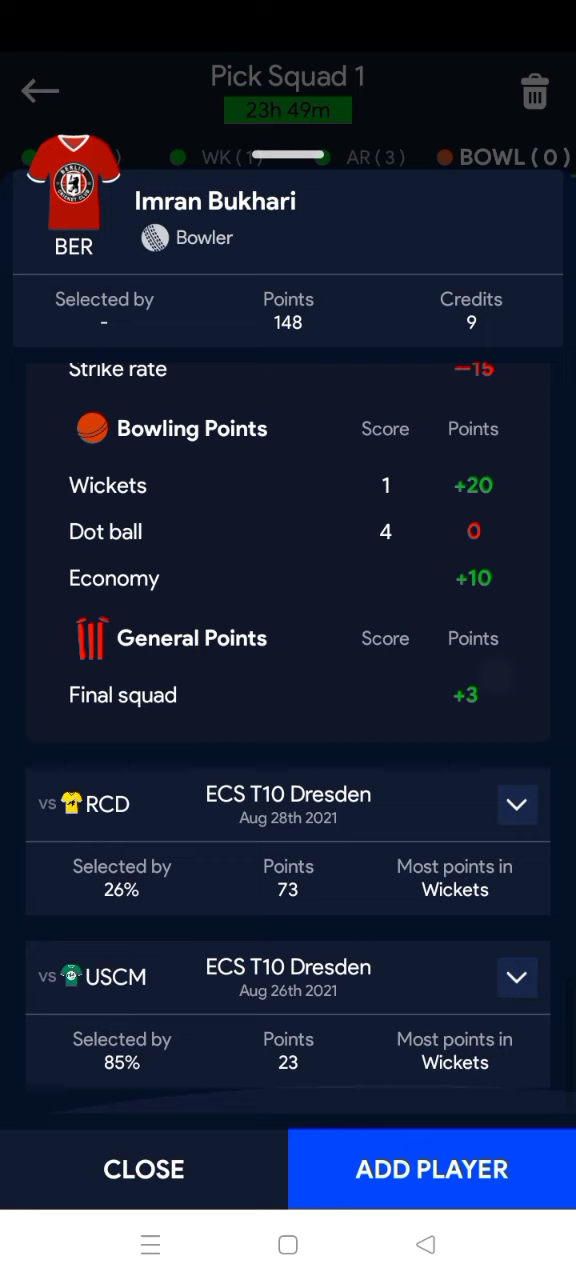 Pick Squad 1
23h 49m
WK ( 1 AR ( 3 ) BOWL ( 0 )
BERLIN
Imran Bukhari
BER
Bowler
Selected by Points Credits
- 148 9
Strike rate −15
Bowling Points Score Points
Wickets 1 +20
Dot ball 4 0
Economy +10
General Points Score Points
Final squad +3
vs RCD ECS T10 Dresden
Aug 28th 2021
Selected by Points Most points in
26% 73 Wickets
vs USCM ECS T10 Dresden
Aug 26th 2021
Selected by Points Most points in
85% 23 Wickets
CLOSE ADD PLAYER